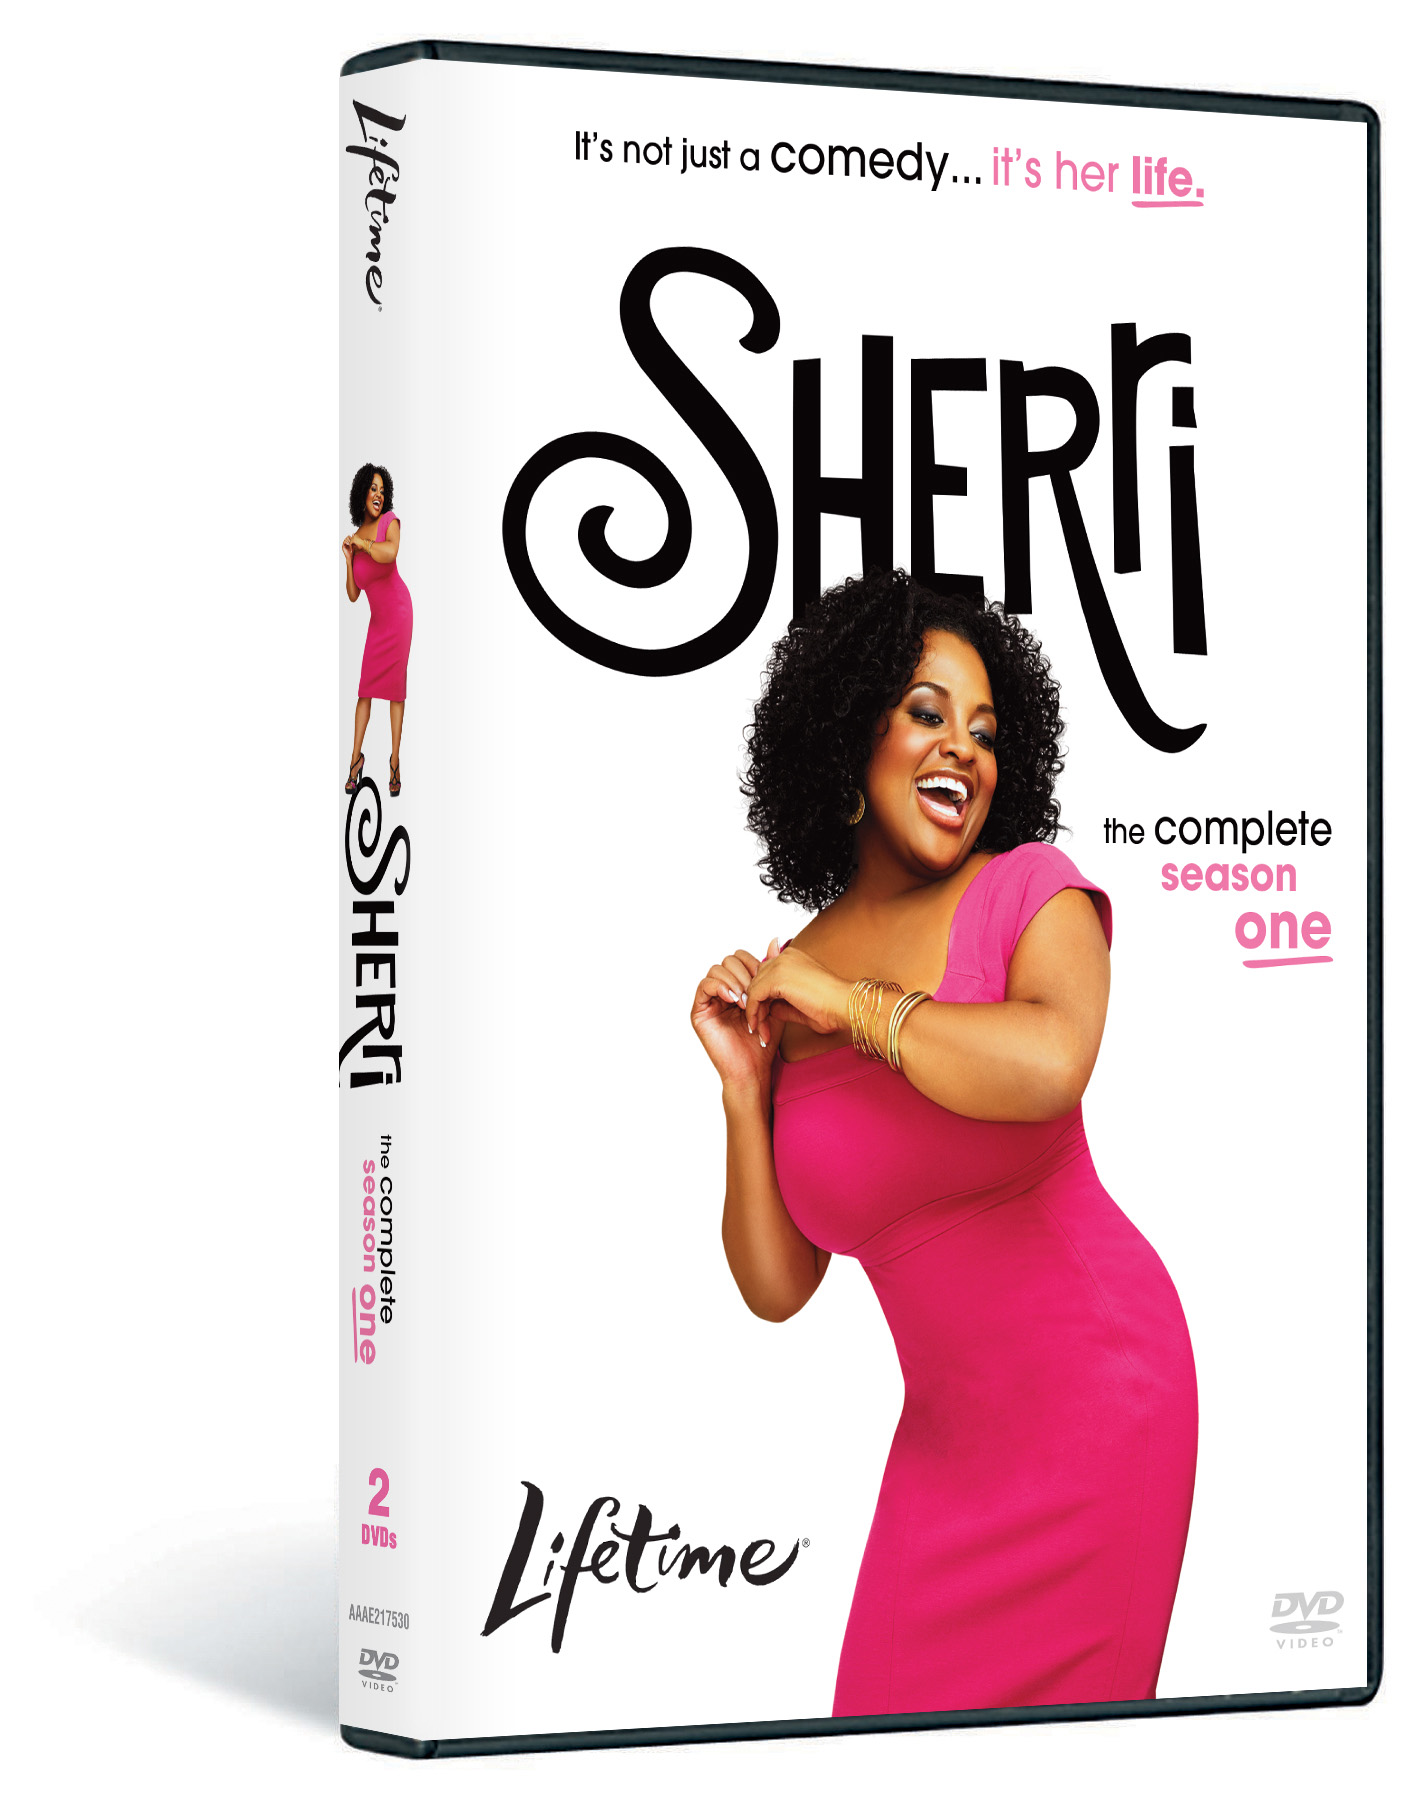 Lifetime®
SHERRI
the complete
season one
2
DVDs
AAAE217530
DVD
VIDEO
It's not just a comedy... it's her life.
SHERRI
the complete
season
one
Lifetime®
DVD™
VIDEO